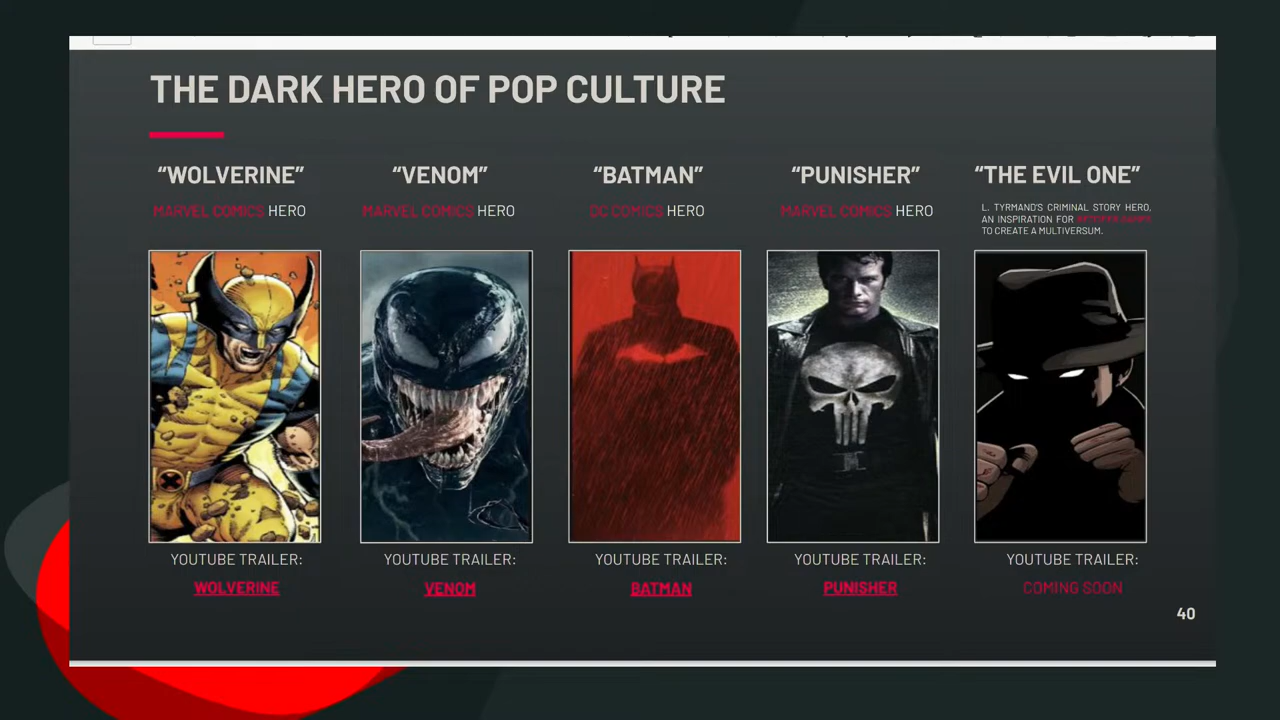 THE DARK HERO OF POP CULTURE
“WOLVERINE”
MARVEL COMICS HERO
YOUTUBE TRAILER:
WOLVERINE
“VENOM”
MARVEL COMICS HERO
YOUTUBE TRAILER:
VENOM
“BATMAN”
DC COMICS HERO
YOUTUBE TRAILER:
BATMAN
“PUNISHER”
MARVEL COMICS HERO
YOUTUBE TRAILER:
PUNISHER
“THE EVIL ONE”
L. TYRMAND'S CRIMINAL STORY HERO,
AN INSPIRATION FOR
TO CREATE A MULTIVERSUM.
YOUTUBE TRAILER:
COMING SOON
40